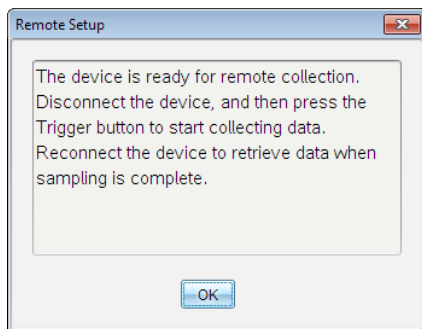 Remote Setup
The device is ready for remote collection.
Disconnect the device, and then press the
Trigger button to start collecting data.
Reconnect the device to retrieve data when
sampling is complete.
OK